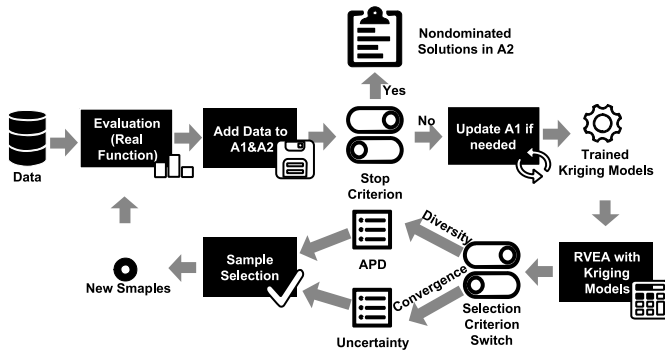 Nondominated
Solutions in A2
Yes
Evaluation
(Real
Function)
Add Data to
A1&A2
No
Update A1 if
needed
Data
Stop
Criterion
Trained
Kriging Models
Diversity
Sample
Selection
APD
RVEA with
Kriging
Models
Convergence
New Smaples
Selection
Criterion
Switch
Uncertainty